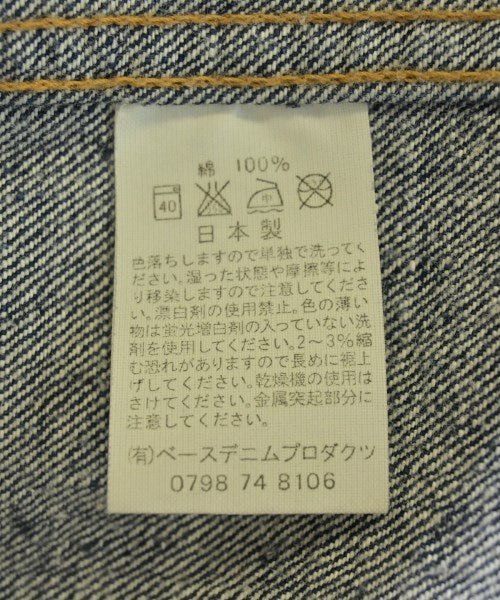 綿 100%
40 中
日本製
色落ちしますので単独で洗ってく
ださい。湿った状態や摩擦等によ
り移染しますので注意してくださ
い。漂白剤の使用禁止。色の薄い
物は蛍光増白剤の入っていない洗
剤を使用してください。2~3%縮
む恐れがありますので長めに裾上
げしてください。乾燥機の使用は
さけてください。金属突起部分に
注意してください。
(有)ベースデニムプロダクツ
0798 74 8106